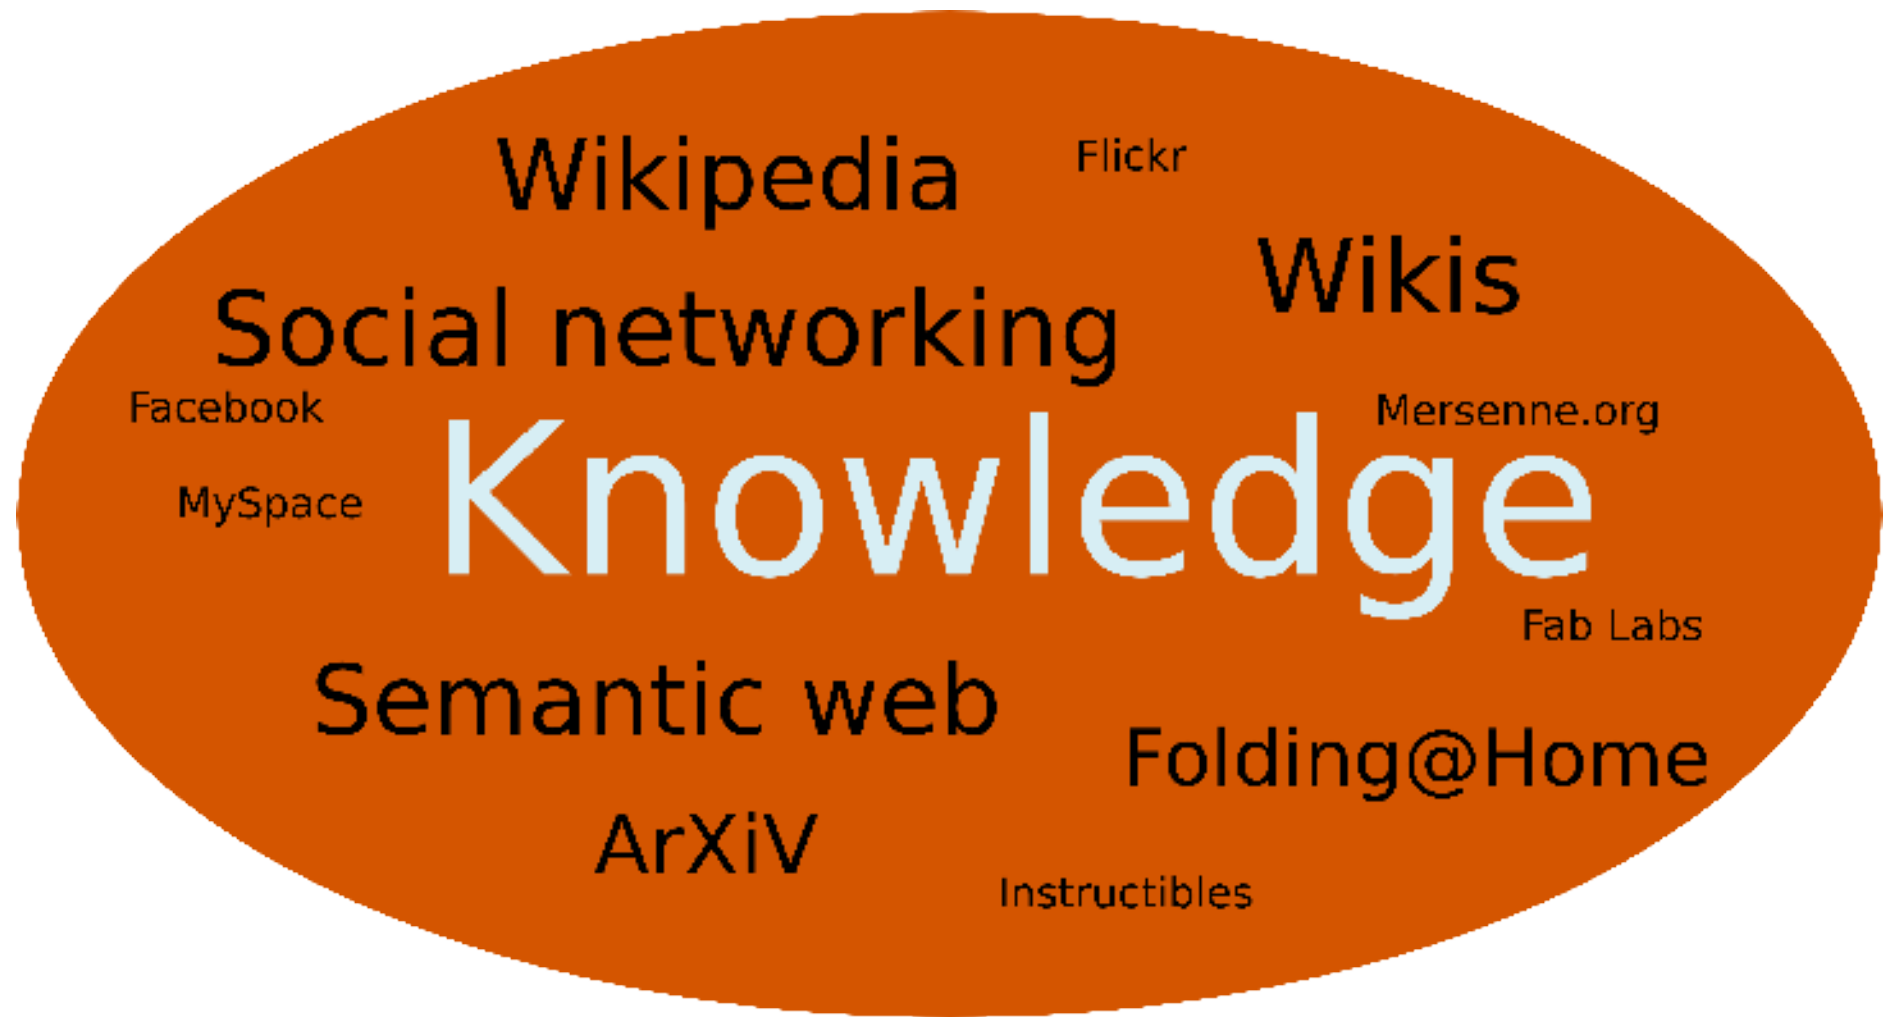 Wikipedia
Flickr
Wikis
Social networking
Facebook
Mersenne.org
Knowledge
MySpace
Fab Labs
Semantic web
Folding@Home
ArXiV
Instructibles